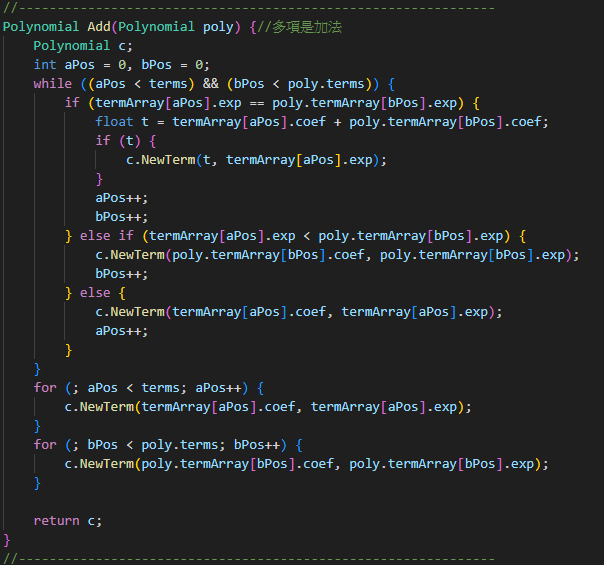 //--------------------------------------------------------------
Polynomial Add(Polynomial poly) {//多項是加法
    Polynomial c;
    int aPos = 0, bPos = 0;
    while ((aPos < terms) && (bPos < poly.terms)) {
        if (termArray[aPos].exp == poly.termArray[bPos].exp) {
            float t = termArray[aPos].coef + poly.termArray[bPos].coef;
            if (t) {
                c.NewTerm(t, termArray[aPos].exp);
            }
            aPos++;
            bPos++;
        } else if (termArray[aPos].exp < poly.termArray[bPos].exp) {
            c.NewTerm(poly.termArray[bPos].coef, poly.termArray[bPos].exp);
            bPos++;
        } else {
            c.NewTerm(termArray[aPos].coef, termArray[aPos].exp);
            aPos++;
        }
    }
    for (; aPos < terms; aPos++) {
        c.NewTerm(termArray[aPos].coef, termArray[aPos].exp);
    }
    for (; bPos < poly.terms; bPos++) {
        c.NewTerm(poly.termArray[bPos].coef, poly.termArray[bPos].exp);
    }

    return c;
}
//--------------------------------------------------------------